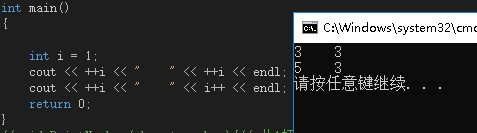 int main()
{
int i = 1;
cout << ++i << "    " << ++i << endl;
cout << ++i << "    " << i++ << endl;
return 0;
}
C:\Windows\system32\cmd
3    3
5    3
请按任意键继续. . .